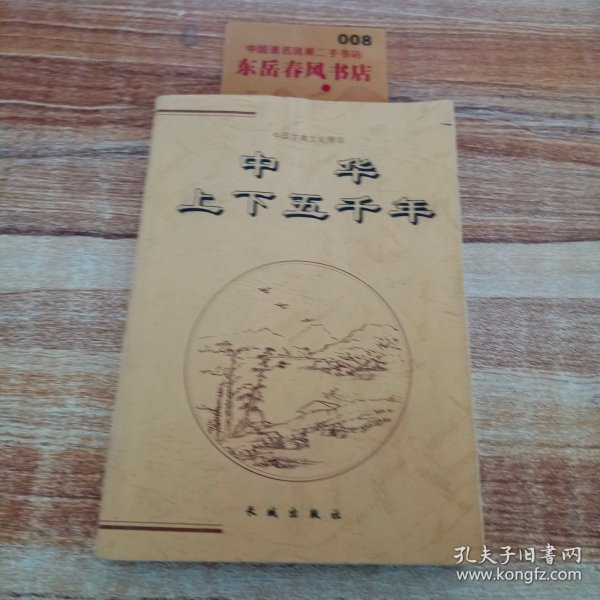 008
中国著名民营二手书店
东岳春风书店
中国古典文化精华
中华
上下五千年
长城出版社
孔夫子旧书网
www.kongfz.com